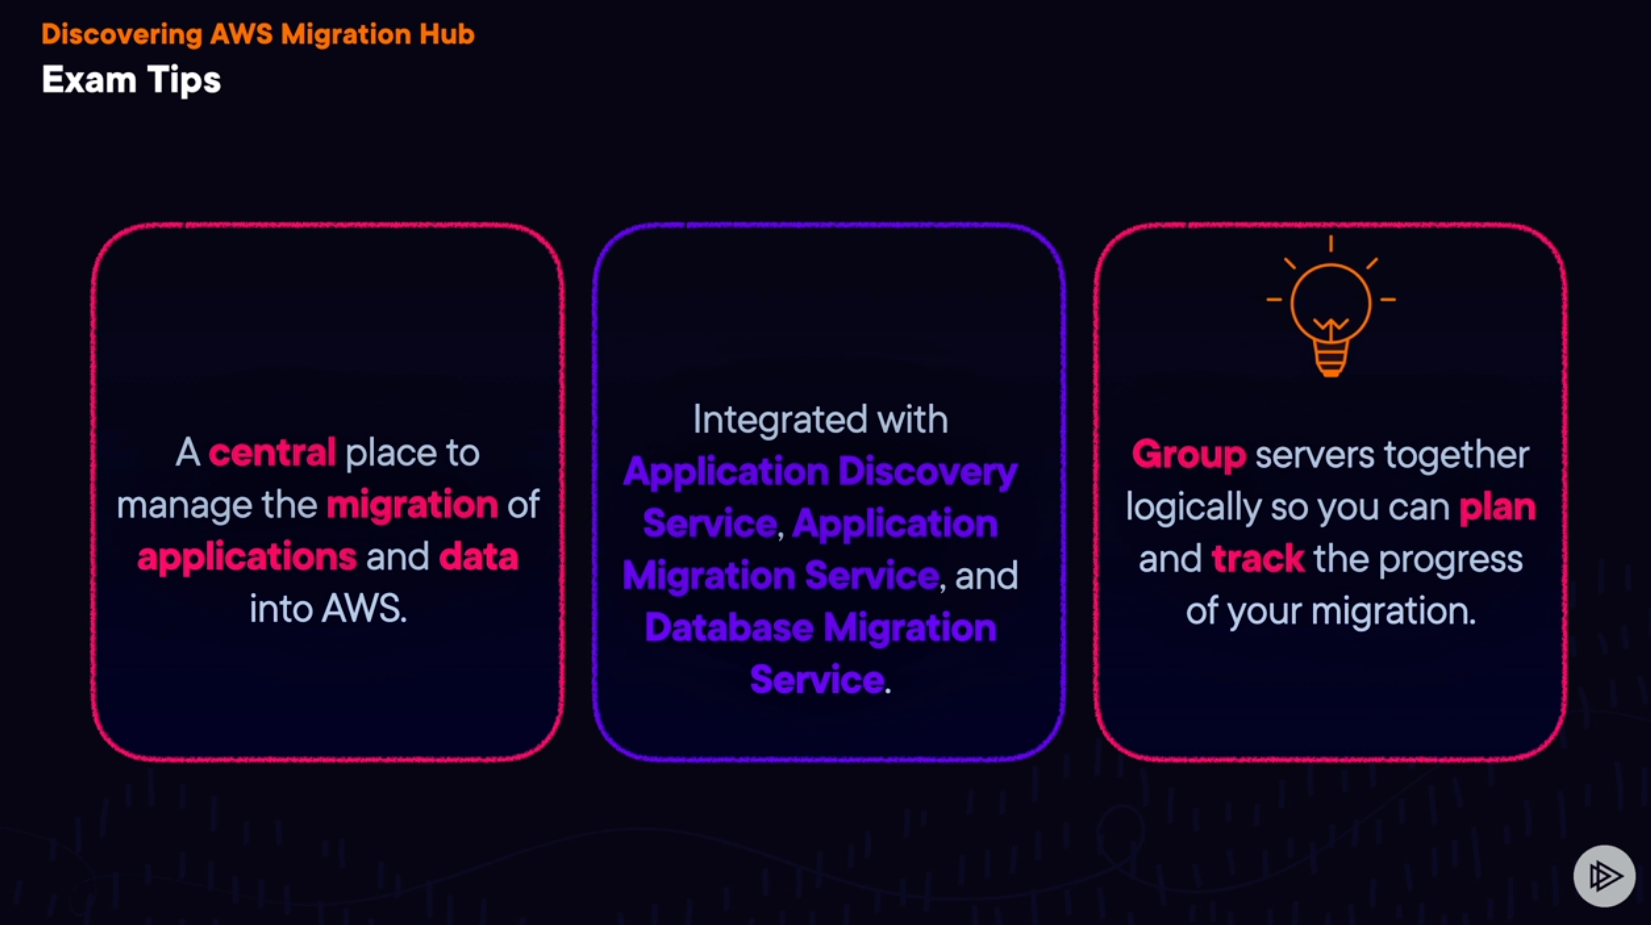 Discovering AWS Migration Hub
Exam Tips
A central place to
manage the migration of
applications and data
into AWS.
Integrated with
Application Discovery
Service, Application
Migration Service, and
Database Migration
Service.
Group servers together
logically so you can plan
and track the progress
of your migration.